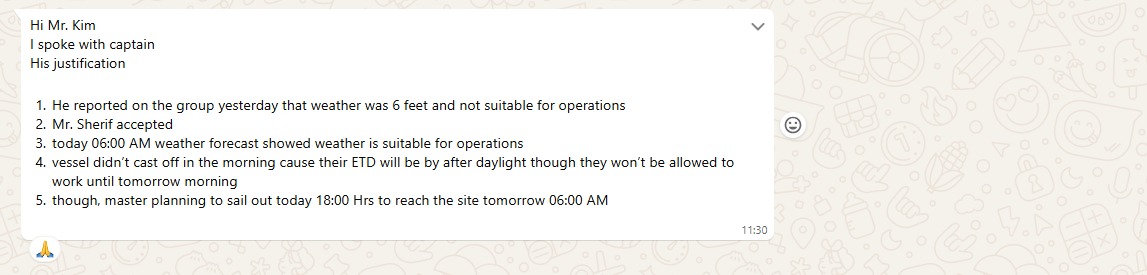 Hi Mr. Kim
I spoke with captain
His justification
1. He reported on the group yesterday that weather was 6 feet and not suitable for operations
2. Mr. Sherif accepted
3. today 06:00 AM weather forecast showed weather is suitable for operations
4. vessel didn't cast off in the morning cause their ETD will be by after daylight though they won't be allowed to
work until tomorrow morning
5. though, master planning to sail out today 18:00 Hrs to reach the site tomorrow 06:00 AM
11:30